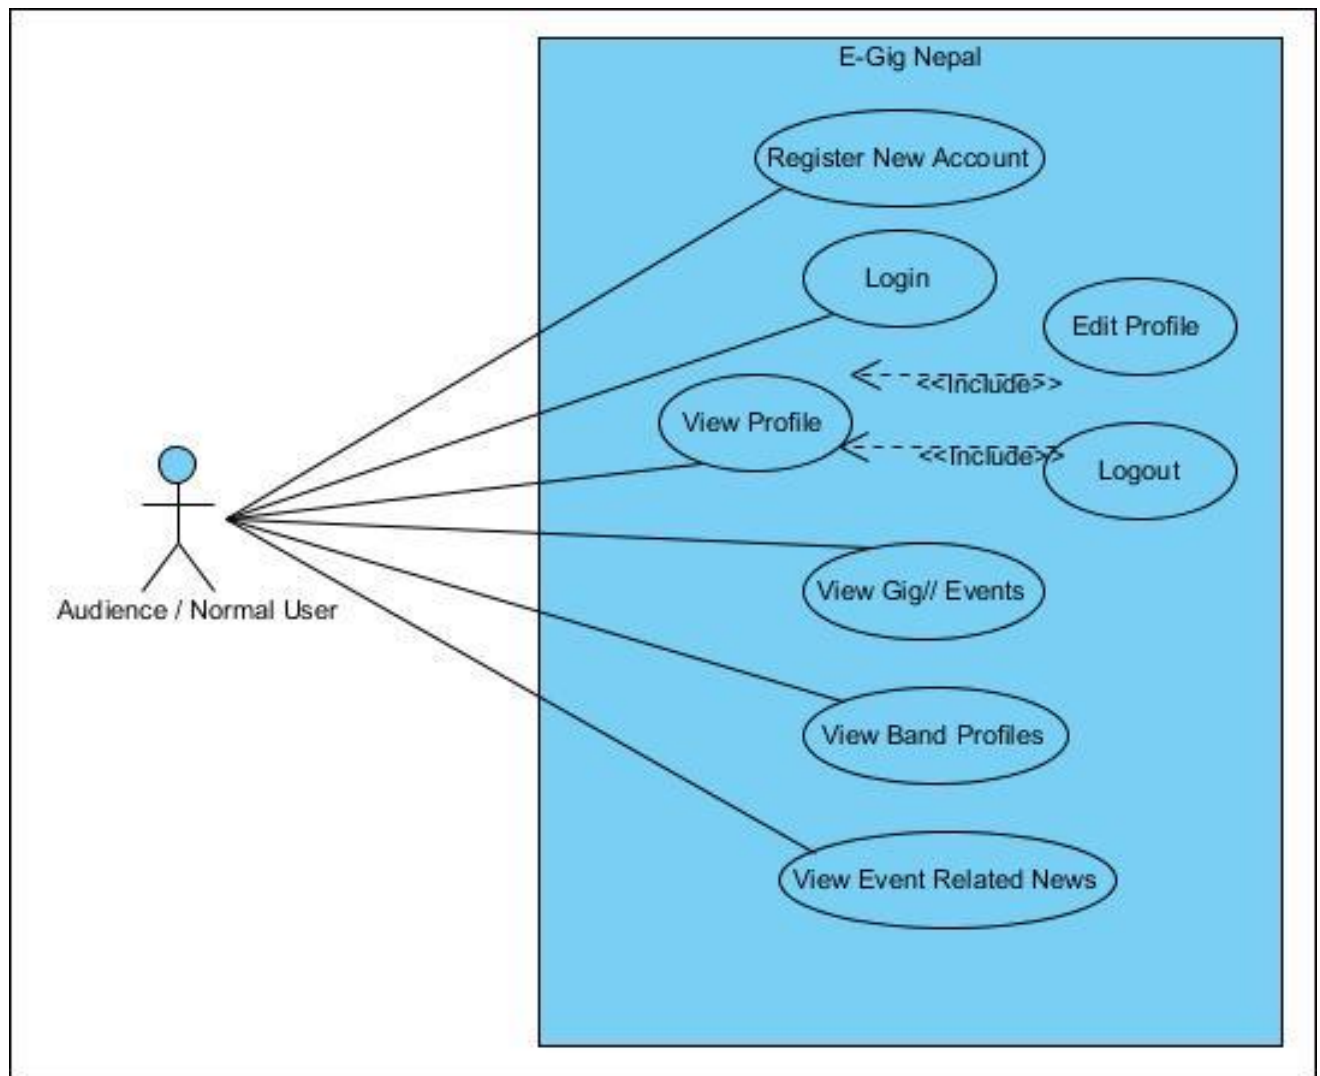 E-Gig Nepal
Register New Account
Login
Edit Profile
<<Include>>
View Profile
<<Include>>
Logout
View Gig// Events
Audience / Normal User
View Band Profiles
View Event Related News